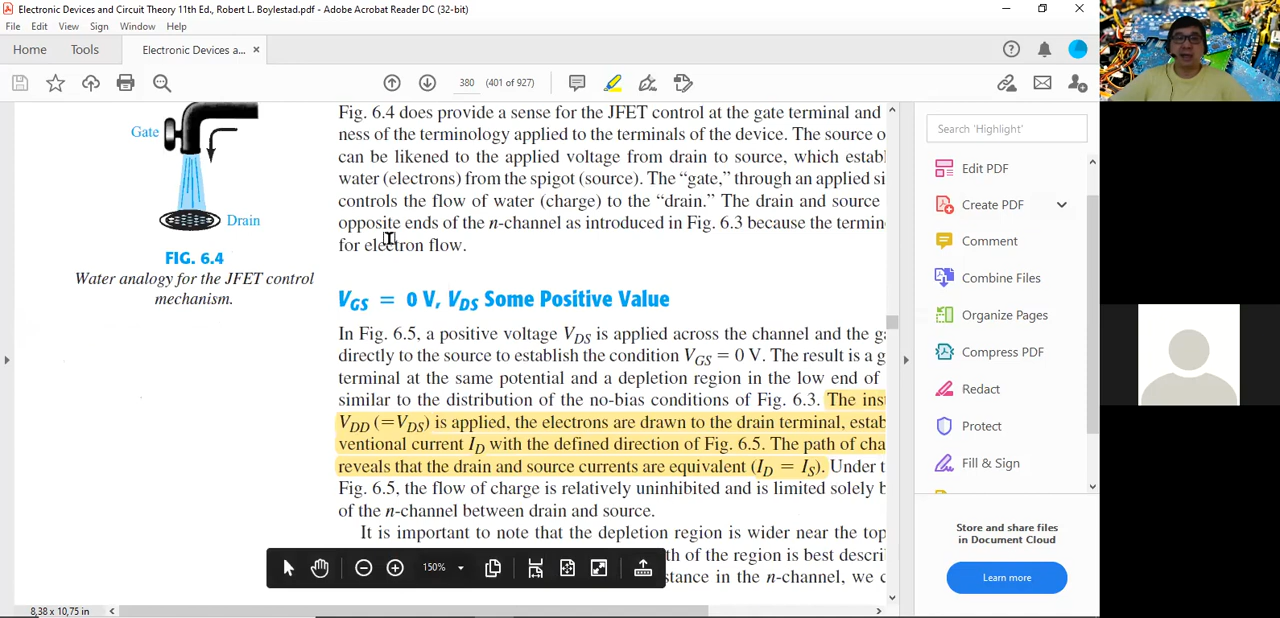 Electronic Devices and Circuit Theory 11th Ed., Robert L. Boylestad.pdf - Adobe Acrobat Reader DC (32-bit)
File Edit View Sign Window Help
Home Tools Electronic Devices a... ×
380 (401 of 927)
Gate
Drain
FIG. 6.4
Water analogy for the JFET control
mechanism.
Fig. 6.4 does provide a sense for the JFET control at the gate terminal and
ness of the terminology applied to the terminals of the device. The source o
can be likened to the applied voltage from drain to source, which estab
water (electrons) from the spigot (source). The “gate,” through an applied si
controls the flow of water (charge) to the “drain.” The drain and source
opposite ends of the n-channel as introduced in Fig. 6.3 because the termin
for electron flow.
VGS = 0 V, VDS Some Positive Value
In Fig. 6.5, a positive voltage VDS is applied across the channel and the ga
directly to the source to establish the condition VGS = 0 V. The result is a g
terminal at the same potential and a depletion region in the low end of
similar to the distribution of the no-bias conditions of Fig. 6.3. The inst
VDD (=VDS) is applied, the electrons are drawn to the drain terminal, estab
ventional current ID with the defined direction of Fig. 6.5. The path of cha
reveals that the drain and source currents are equivalent (ID = IS). Under t
Fig. 6.5, the flow of charge is relatively uninhibited and is limited solely b
of the n-channel between drain and source.
It is important to note that the depletion region is wider near the top
th of the region is best descri
stance in the n-channel, we c
150%
8,38 x 10,75 in
Search 'Highlight'
Edit PDF
Create PDF
Comment
Combine Files
Organize Pages
Compress PDF
Redact
Protect
Fill & Sign
Store and share files
in Document Cloud
Learn more